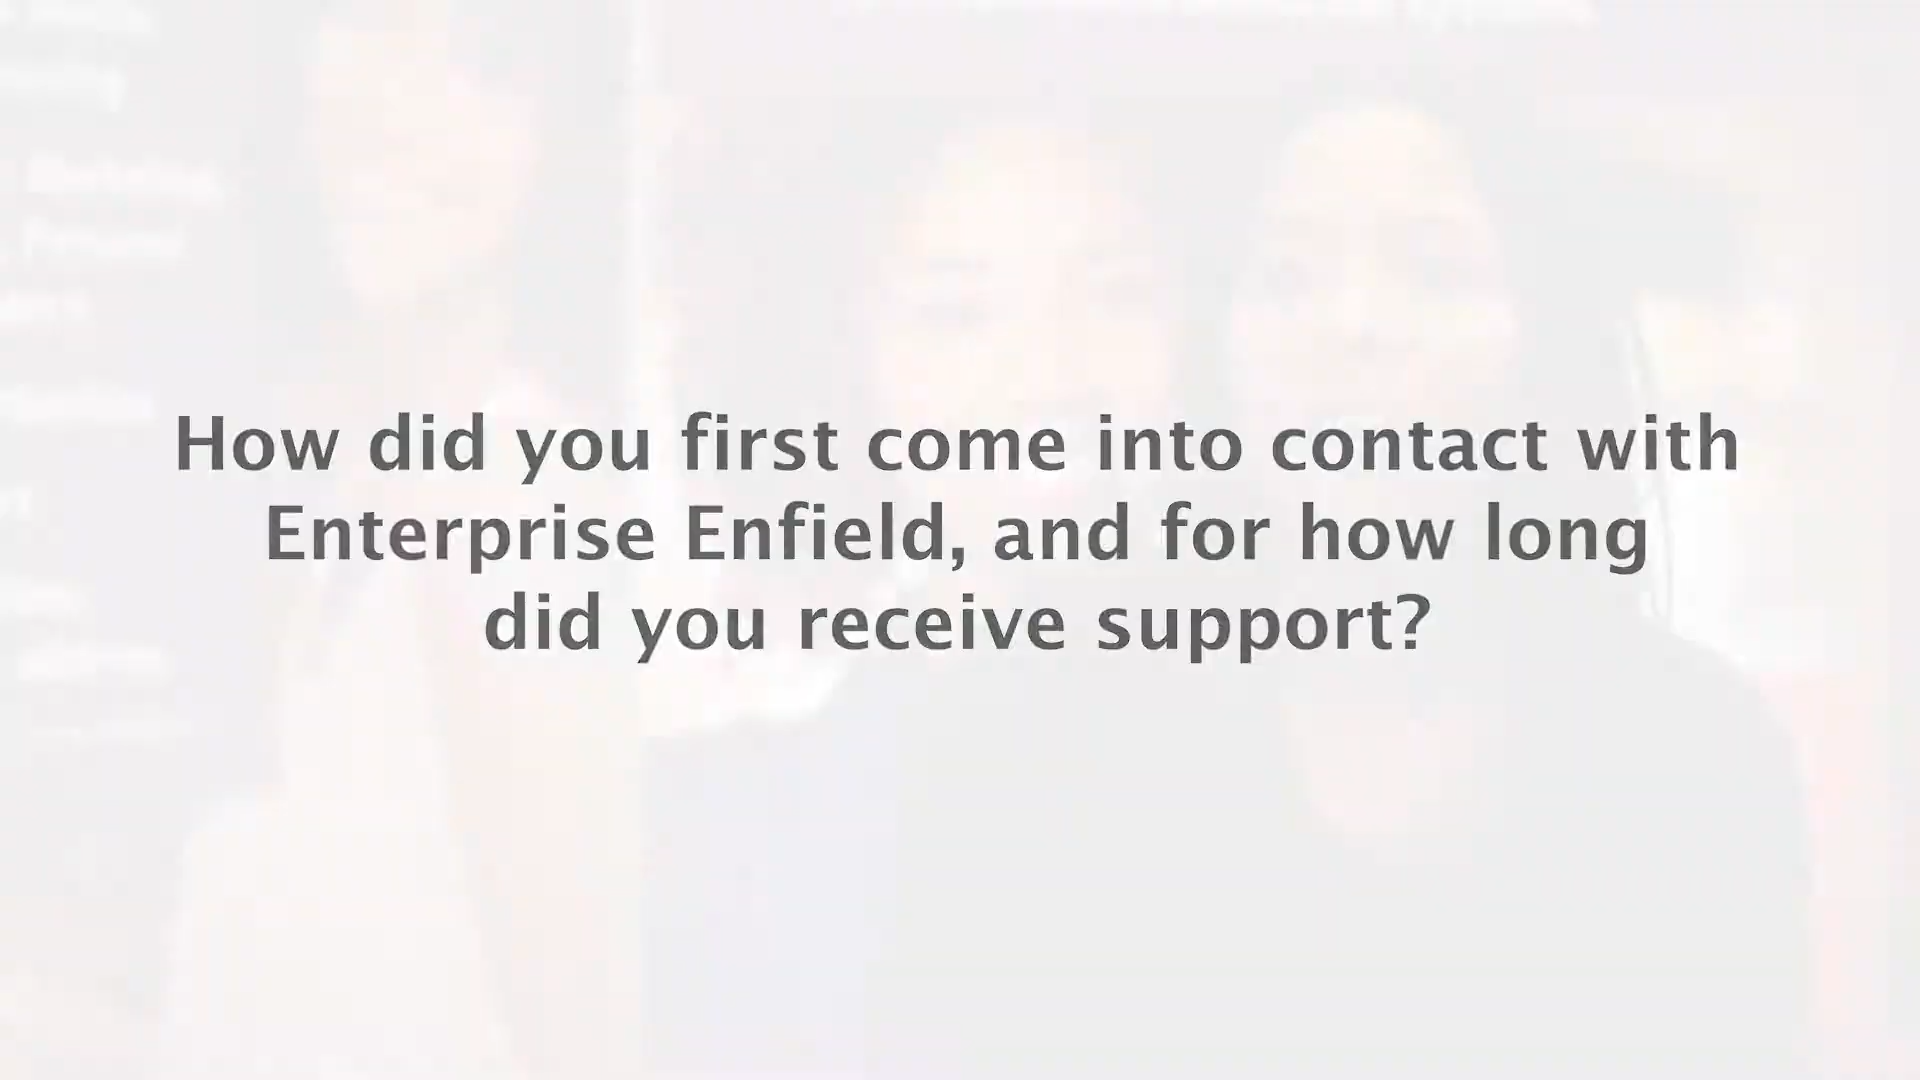 How did you first come into contact with
Enterprise Enfield, and for how long
did you receive support?